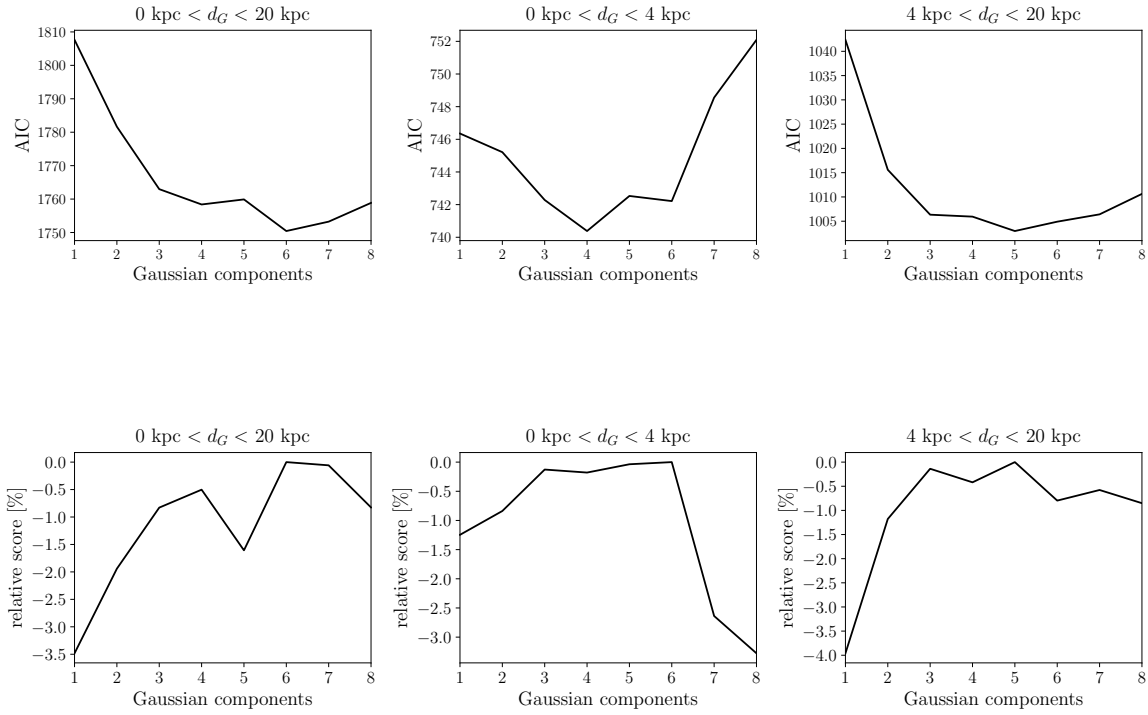 0 kpc < d_G < 20 kpc
1810
1800
1790
1780
1770
1760
1750
AIC
1 2 3 4 5 6 7 8
Gaussian components
0 kpc < d_G < 4 kpc
752
750
748
746
744
742
740
AIC
1 2 3 4 5 6 7 8
Gaussian components
4 kpc < d_G < 20 kpc
1040
1035
1030
1025
1020
1015
1010
1005
AIC
1 2 3 4 5 6 7 8
Gaussian components
0 kpc < d_G < 20 kpc
0.0
−0.5
−1.0
−1.5
−2.0
−2.5
−3.0
−3.5
relative score [%]
1 2 3 4 5 6 7 8
Gaussian components
0 kpc < d_G < 4 kpc
0.0
−0.5
−1.0
−1.5
−2.0
−2.5
−3.0
relative score [%]
1 2 3 4 5 6 7 8
Gaussian components
4 kpc < d_G < 20 kpc
0.0
−0.5
−1.0
−1.5
−2.0
−2.5
−3.0
−3.5
−4.0
relative score [%]
1 2 3 4 5 6 7 8
Gaussian components